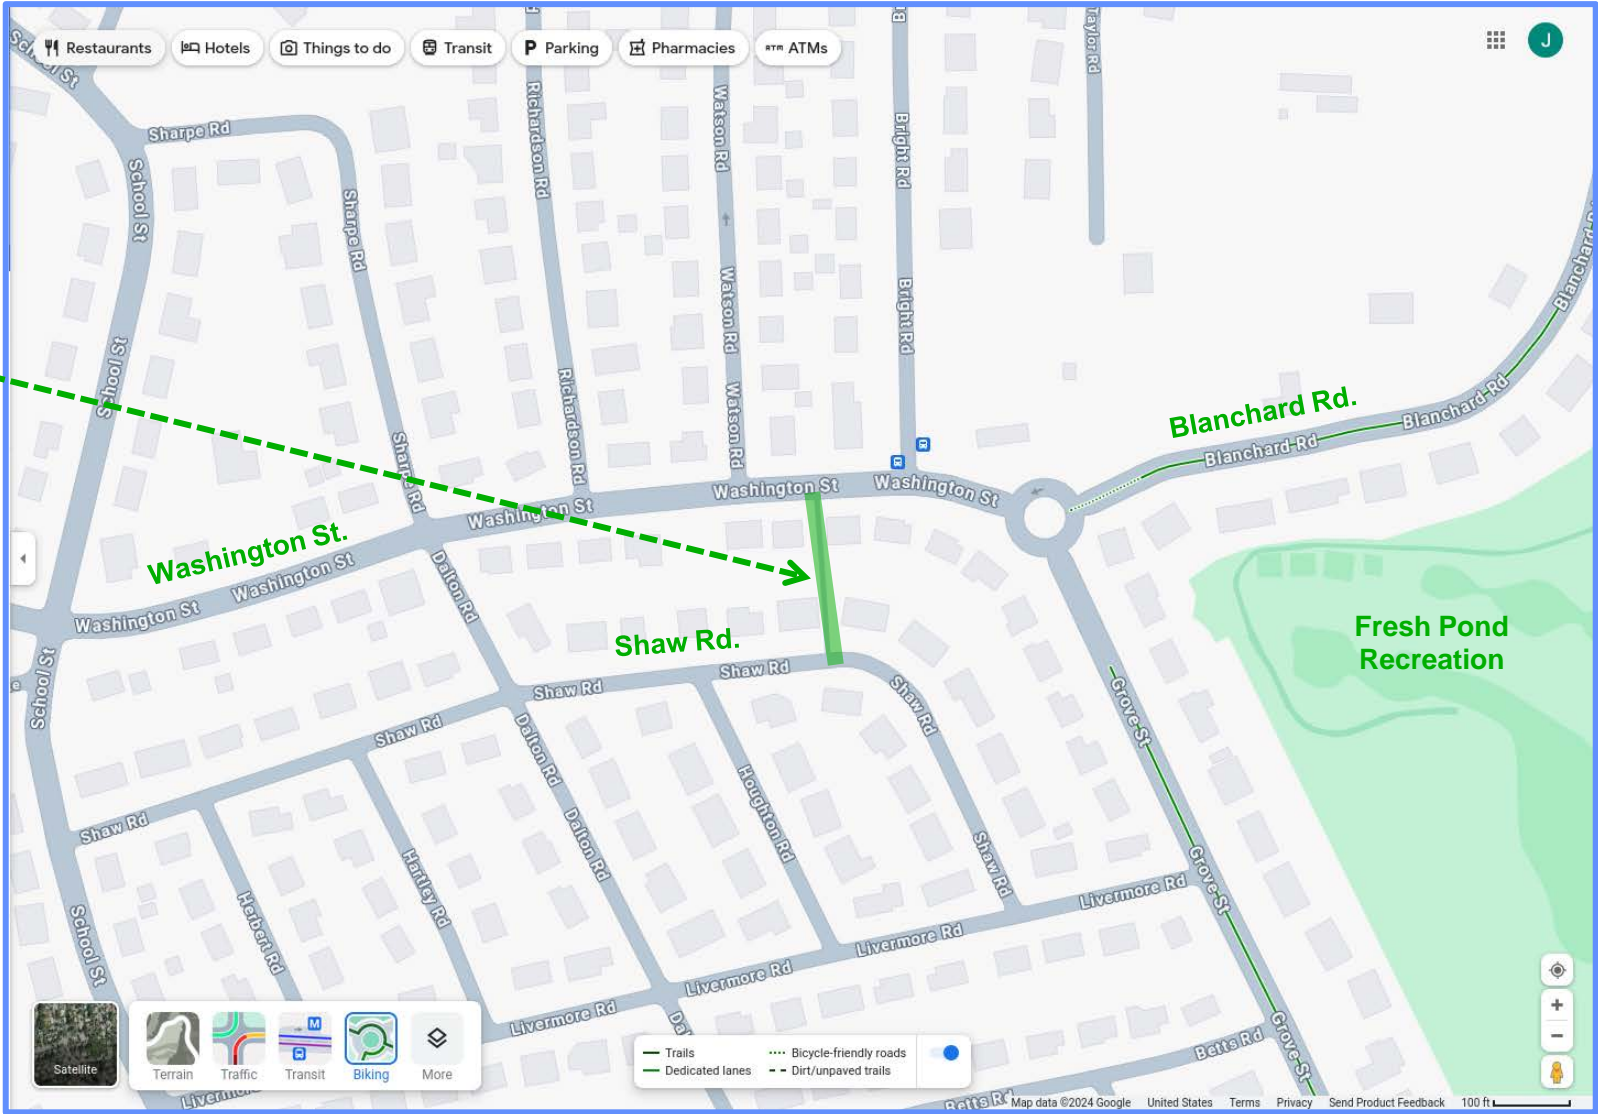 Restaurants
Hotels
Things to do
Transit
Parking
Pharmacies
ATMs
J
School St
Sharpe Rd
School St
Sharpe Rd
Richardson Rd
Watson Rd
Bright Rd
Taylor Rd
Watson Rd
Bright Rd
Blanchard Rd
School St
Richardson Rd
Watson Rd
Sharpe Rd
Blanchard Rd.
Blanchard Rd
Blanchard Rd
Washington St
Washington St
Washington St
Washington St.
Washington St
Washington St
Dalton Rd
Shaw Rd.
Shaw Rd
Shaw Rd
Shaw Rd
Shaw Rd
Shaw Rd
Shaw Rd
Fresh Pond
Recreation
School St
Grove St
Dalton Rd
Dalton Rd
Houghton Rd
Hartley Rd
Herbert Rd
School St
Grove St
Livermore Rd
Livermore Rd
Livermore Rd
Livermore Rd
Grove St
Betts Rd
Betts Rd
Satellite
Terrain
Traffic
Transit
Biking
More
Trails
Bicycle-friendly roads
Dedicated lanes
Dirt/unpaved trails
Map data ©2024 Google
United States
Terms
Privacy
Send Product Feedback
100 ft